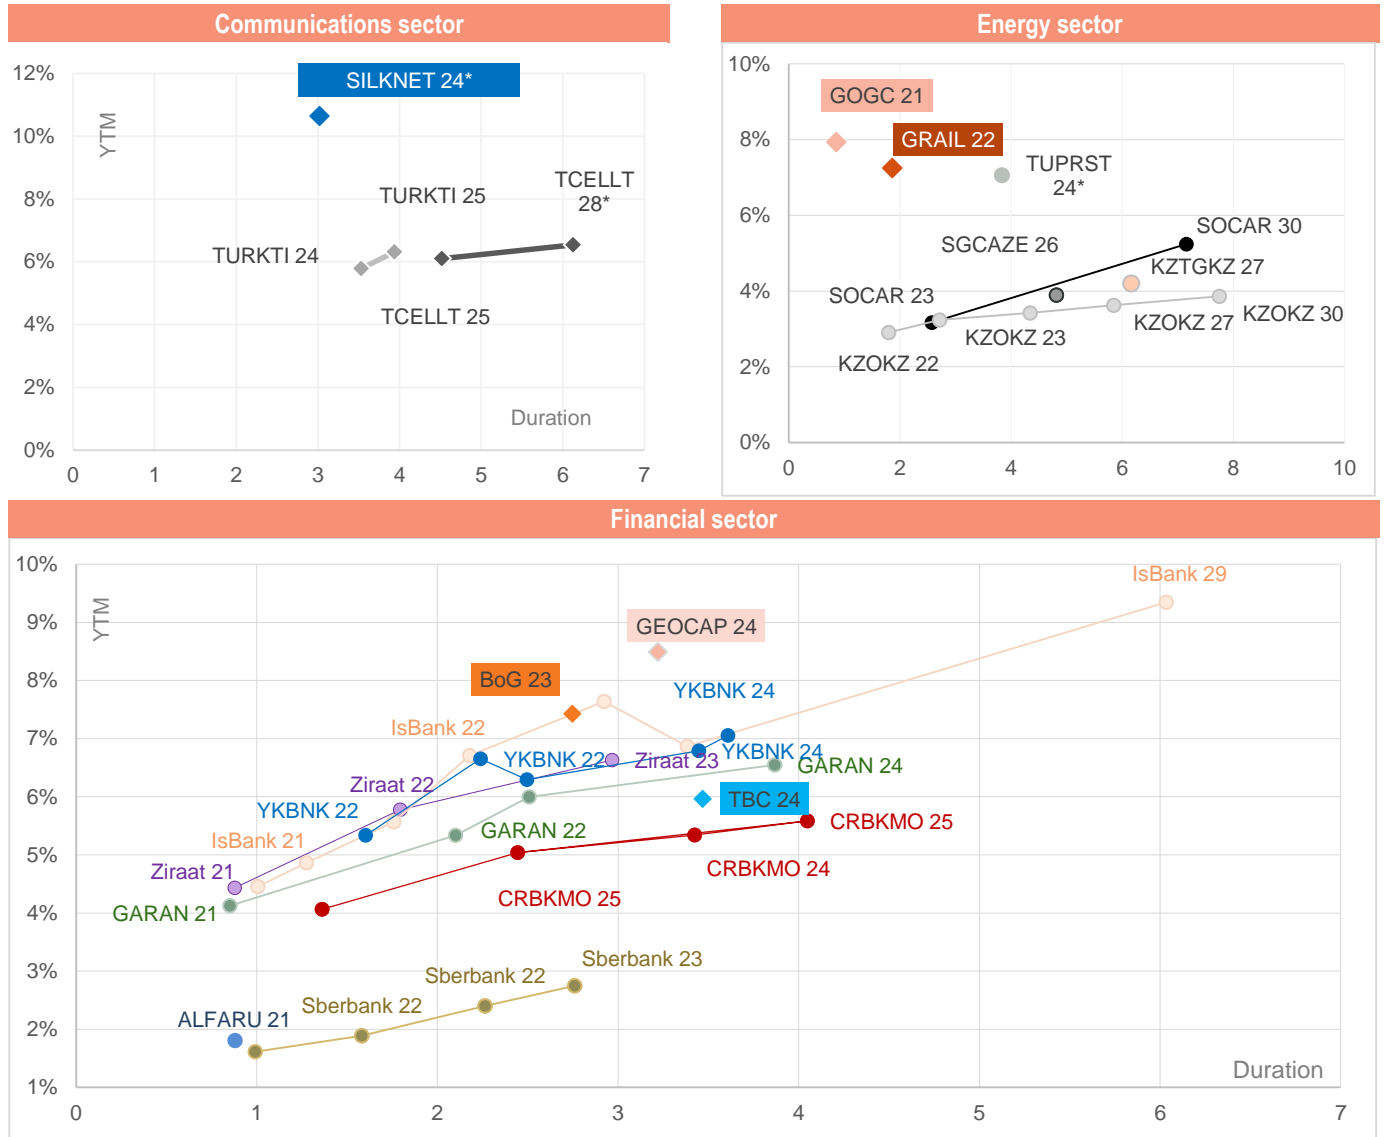 Communications sector
12%
10%
8%
6%
4%
2%
0%
YTM
SILKNET 24*
TURKTI 25
TCELLT
28*
TURKTI 24
TCELLT 25
Duration
0 1 2 3 4 5 6 7
Energy sector
10%
8%
6%
4%
2%
0%
GOGC 21
GRAIL 22
TUPRST
24*
SOCAR 30
SGCAZE 26
KZTGKZ 27
SOCAR 23
KZOKZ 30
KZOKZ 27
KZOKZ 23
KZOKZ 22
0 2 4 6 8 10
Financial sector
10%
9%
8%
7%
6%
5%
4%
3%
2%
1%
YTM
IsBank 29
GEOCAP 24
BoG 23
YKBNK 24
IsBank 22
YKBNK 24
YKBNK 22
Ziraat 23
GARAN 24
Ziraat 22
TBC 24
YKBNK 22
CRBKMO 25
GARAN 22
IsBank 21
Ziraat 21
CRBKMO 24
CRBKMO 25
GARAN 21
Sberbank 23
Sberbank 22
Sberbank 22
ALFARU 21
Duration
0 1 2 3 4 5 6 7